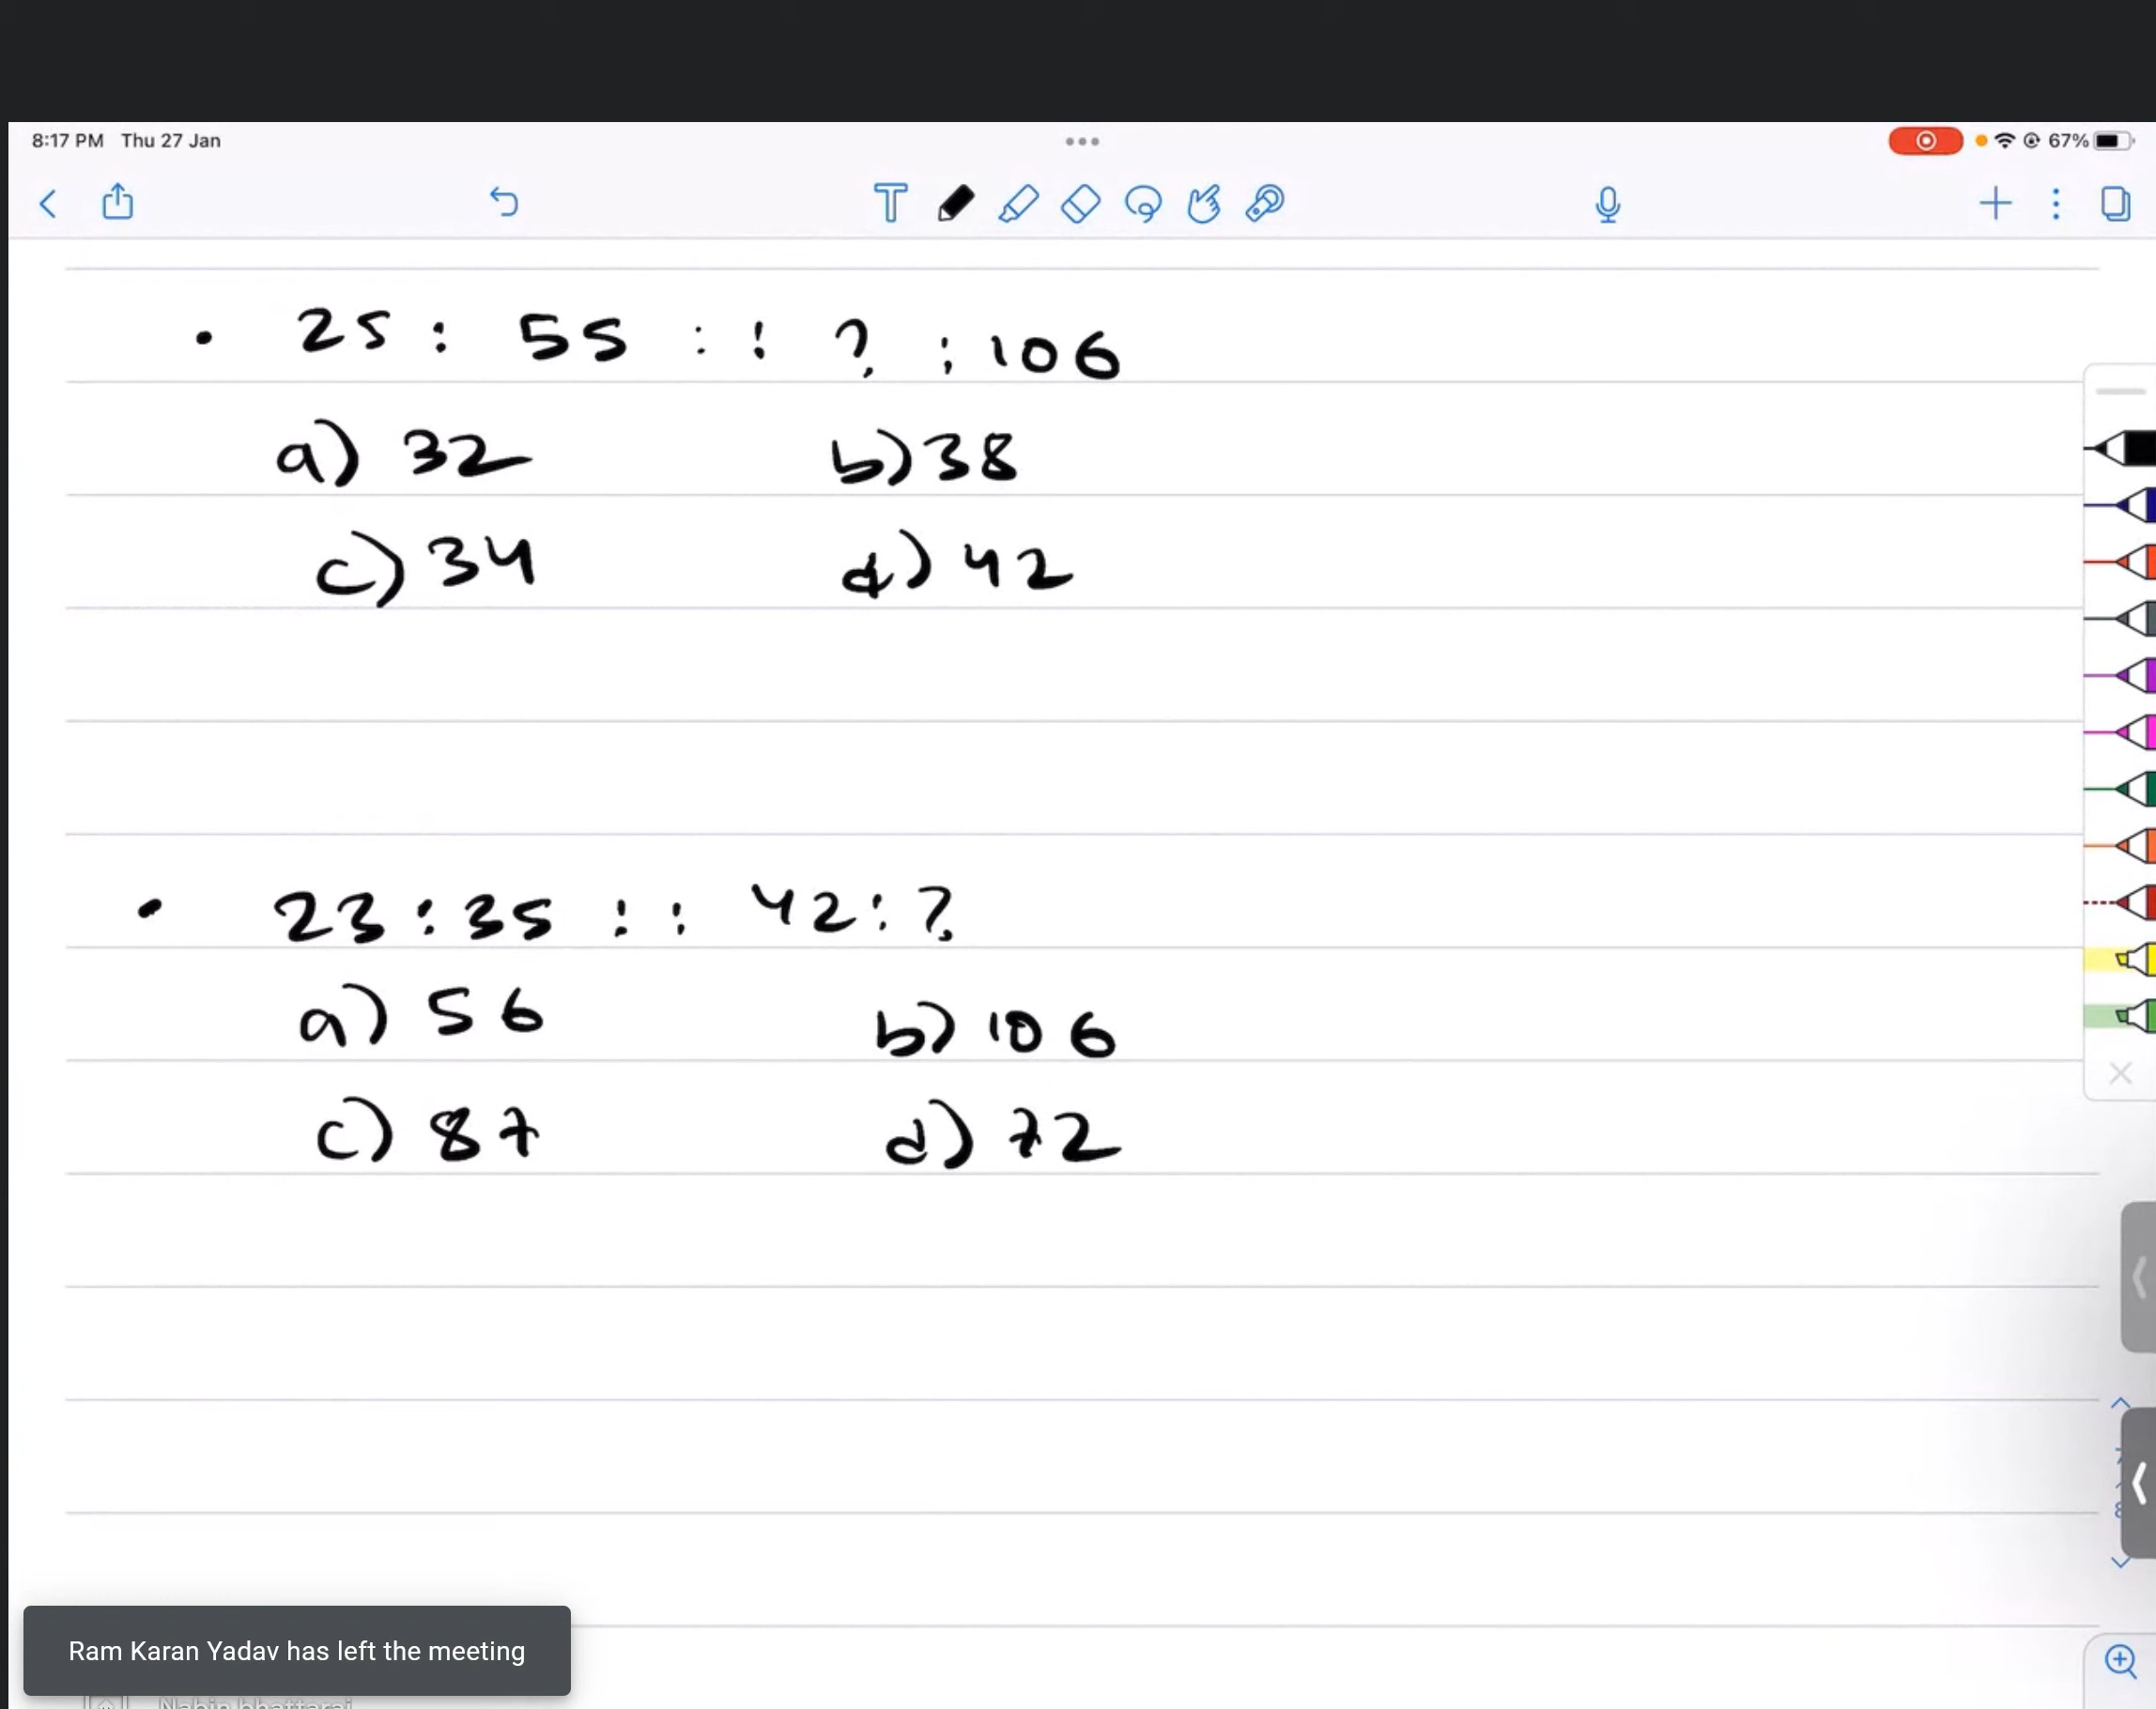 8:17 PM Thu 27 Jan
67%
• 25 : 55 : : ? : 106
a) 32 b) 38
c) 34 d) 42
• 23 : 35 : : 42 : ?
a) 56 b) 106
c) 87 d) 72
Ram Karan Yadav has left the meeting